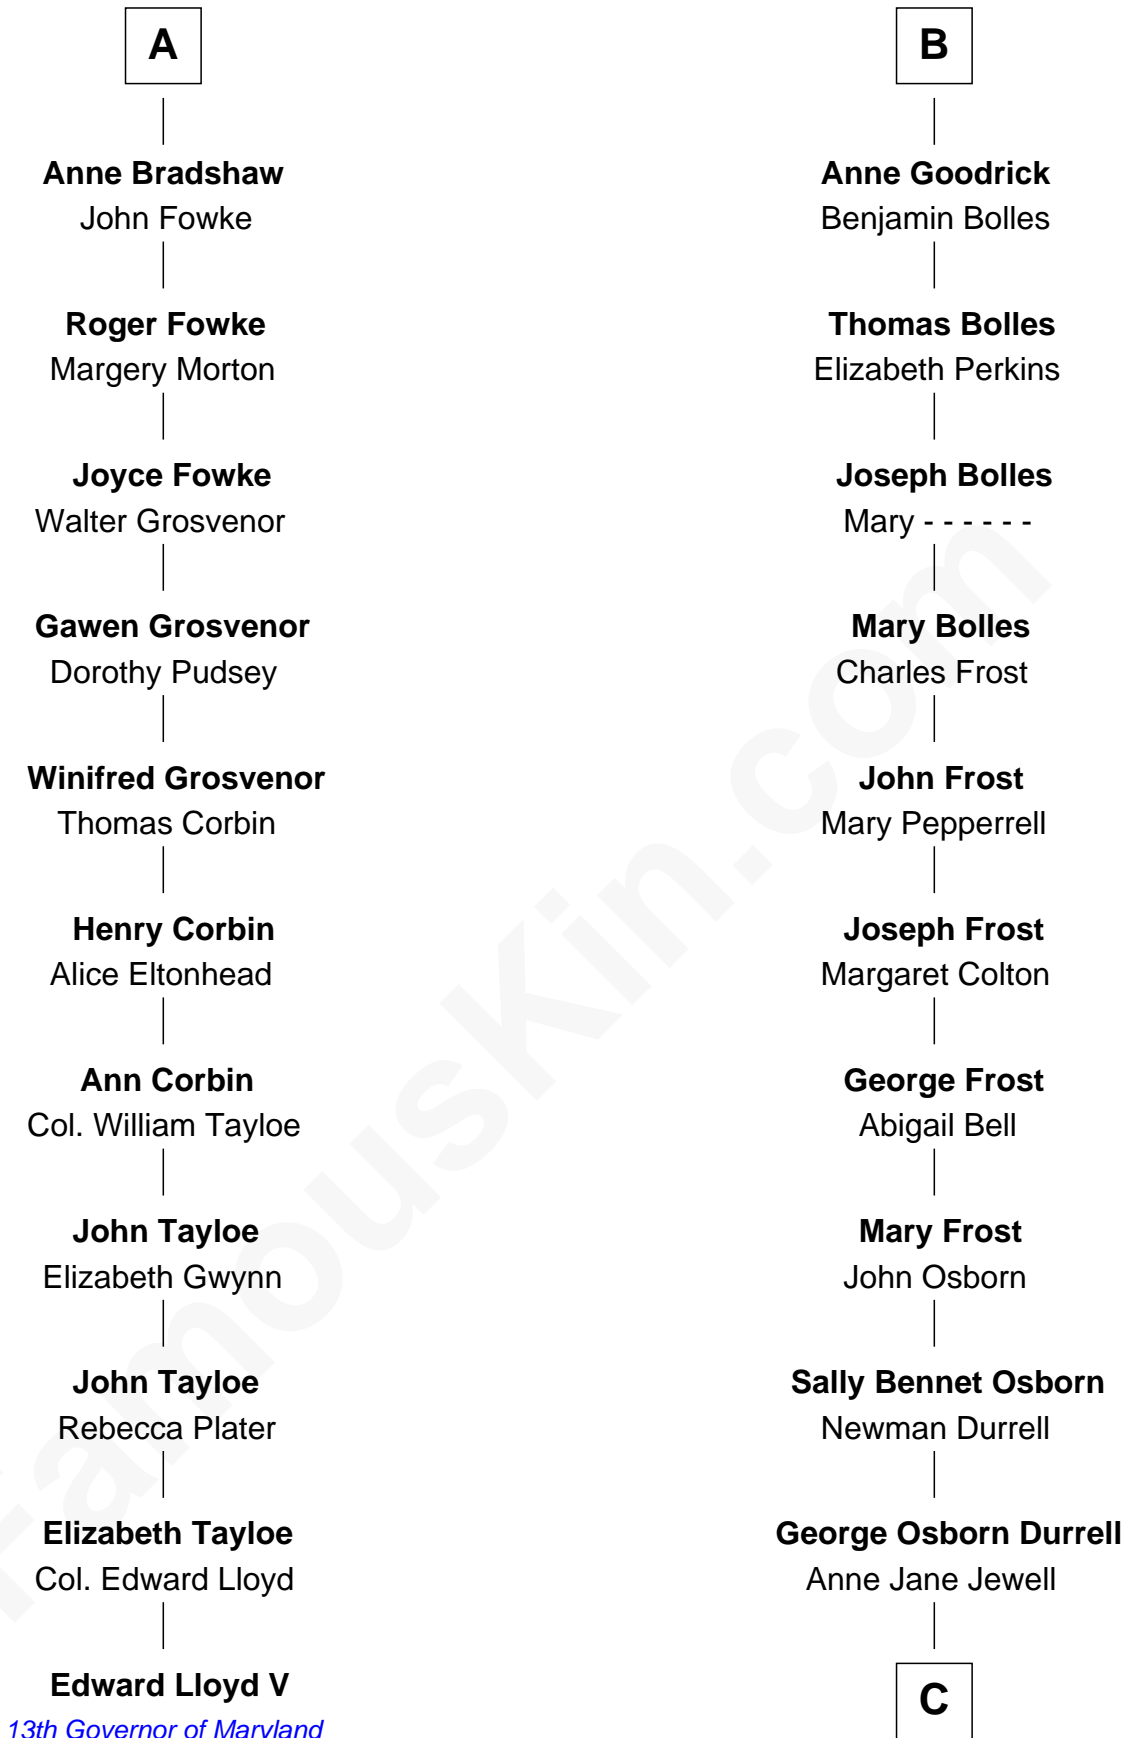 A
Anne Bradshaw
John Fowke
Roger Fowke
Margery Morton
Joyce Fowke
Walter Grosvenor
Gawen Grosvenor
Dorothy Pudsey
Winifred Grosvenor
Thomas Corbin
Henry Corbin
Alice Eltonhead
Ann Corbin
Col. William Tayloe
John Tayloe
Elizabeth Gwynn
John Tayloe
Rebecca Plater
Elizabeth Tayloe
Col. Edward Lloyd
Edward Lloyd V
13th Governor of Maryland
B
Anne Goodrick
Benjamin Bolles
Thomas Bolles
Elizabeth Perkins
Joseph Bolles
Mary - - - - - -
Mary Bolles
Charles Frost
John Frost
Mary Pepperrell
Joseph Frost
Margaret Colton
George Frost
Abigail Bell
Mary Frost
John Osborn
Sally Bennet Osborn
Newman Durrell
George Osborn Durrell
Anne Jane Jewell
C
FamousKin.com